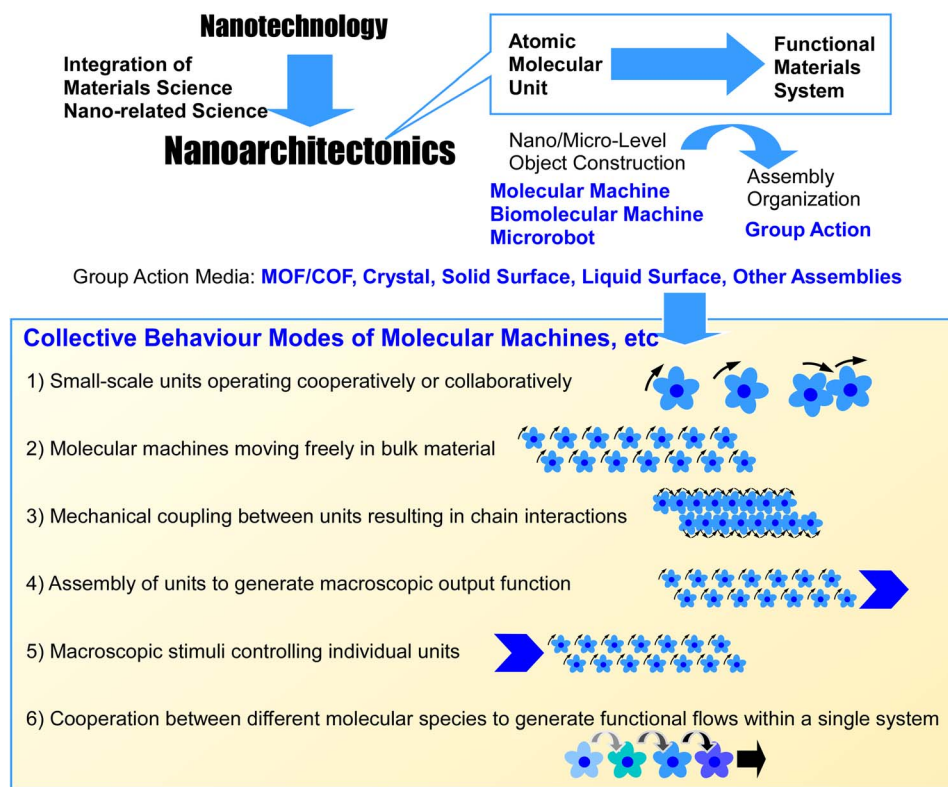 Nanotechnology
Integration of
Materials Science
Nano-related Science
Nanoarchitectonics
Atomic
Molecular
Unit
Functional
Materials
System
Nano/Micro-Level
Object Construction
Molecular Machine
Biomolecular Machine
Microrobot
Assembly
Organization
Group Action
Group Action Media: MOF/COF, Crystal, Solid Surface, Liquid Surface, Other Assemblies
Collective Behaviour Modes of Molecular Machines, etc
1) Small-scale units operating cooperatively or collaboratively
2) Molecular machines moving freely in bulk material
3) Mechanical coupling between units resulting in chain interactions
4) Assembly of units to generate macroscopic output function
5) Macroscopic stimuli controlling individual units
6) Cooperation between different molecular species to generate functional flows within a single system